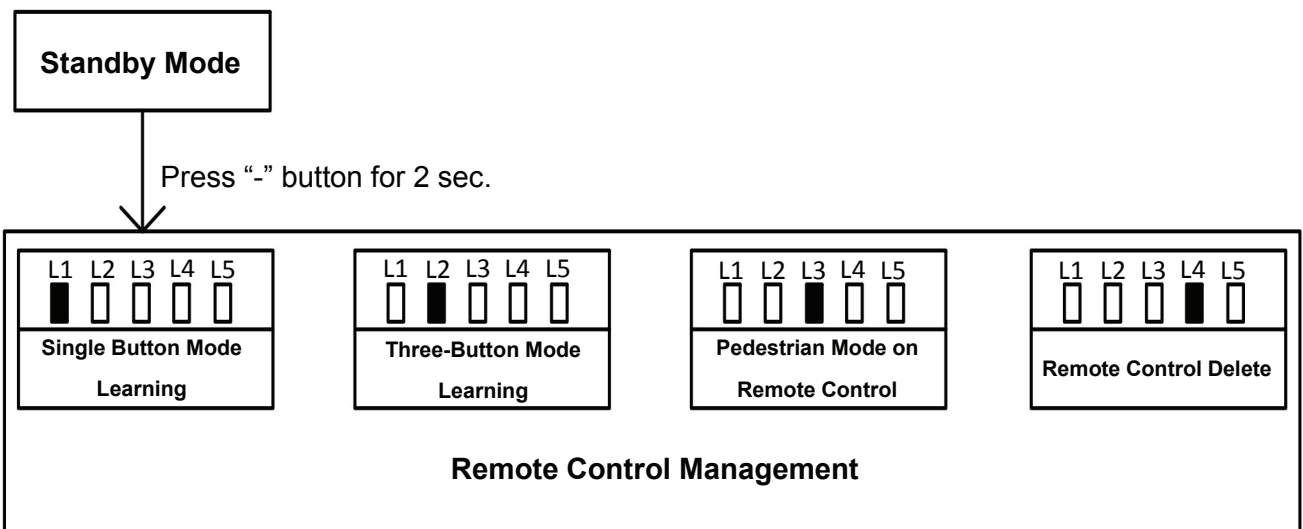 Standby Mode
Press “-” button for 2 sec.
L1 L2 L3 L4 L5
Single Button Mode
Learning
L1 L2 L3 L4 L5
Three-Button Mode
Learning
L1 L2 L3 L4 L5
Pedestrian Mode on
Remote Control
L1 L2 L3 L4 L5
Remote Control Delete
Remote Control Management